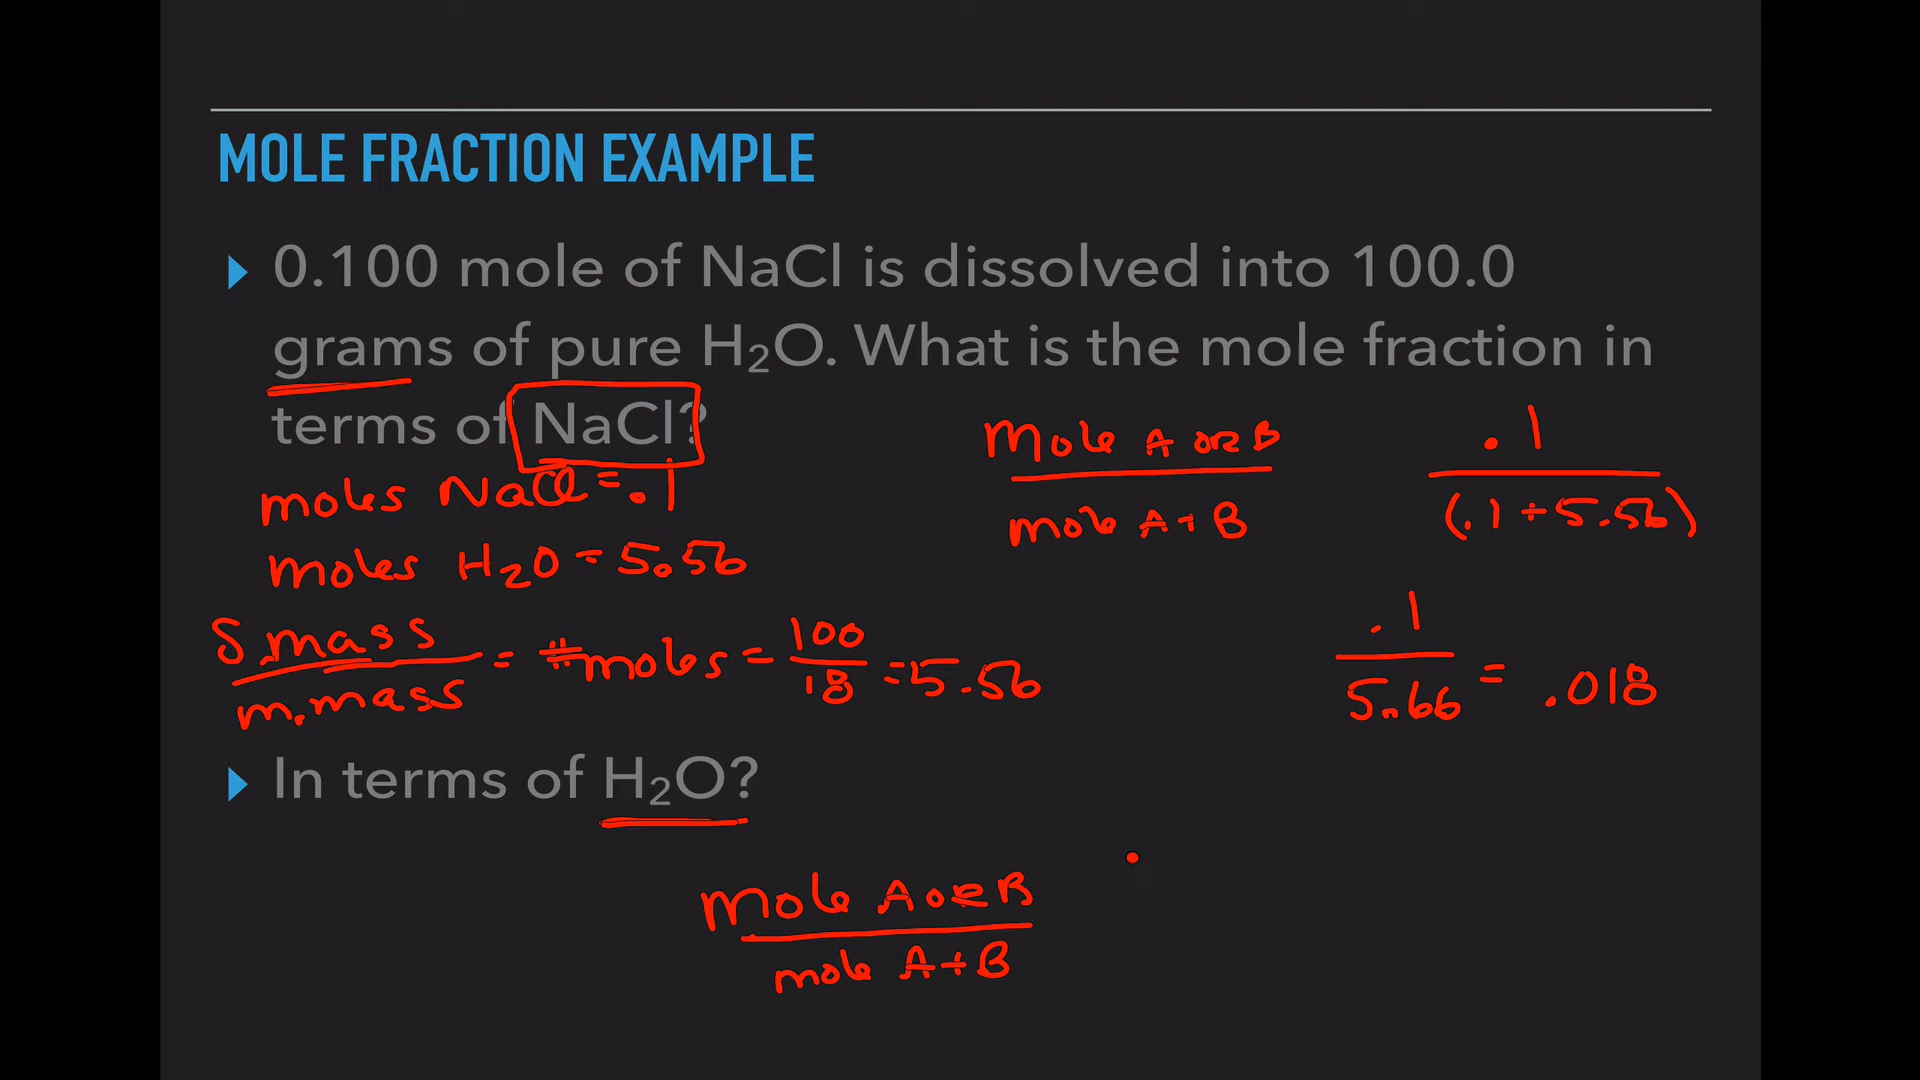 MOLE FRACTION EXAMPLE
0.100 mole of NaCl is dissolved into 100.0
grams of pure H₂O. What is the mole fraction in
terms of NaCl?
Mole A or B
mole A+B
.1
(.1+5.56)
moles NaCl = .1
moles H₂O = 5.56
S.mass
m.mass
= #moles = 100/18 = 5.56
.1
5.66
= .018
In terms of H₂O?
Mole A or B
mole A+B